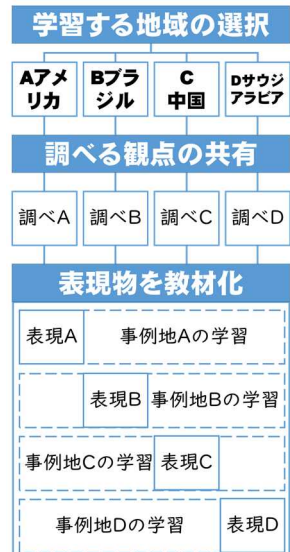 学習する地域の選択
Aアメ
リカ
Bブラ
ジル
C
中国
Dサウジ
アラビア
調べる観点の共有
調べA
調べB
調べC
調べD
表現物を教材化
表現A
事例地Aの学習
表現B
事例地Bの学習
事例地Cの学習
表現C
事例地Dの学習
表現D